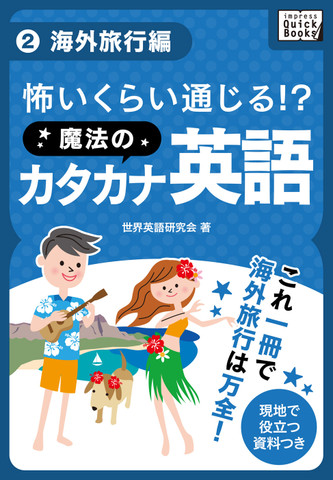 ❷ 海外旅行編
impress
Quick
Books
怖いくらい通じる!?
魔法の
カタカナ英語
世界英語研究会 著
これ一冊で
海外旅行は万全!
現地で
役立つ
資料つき